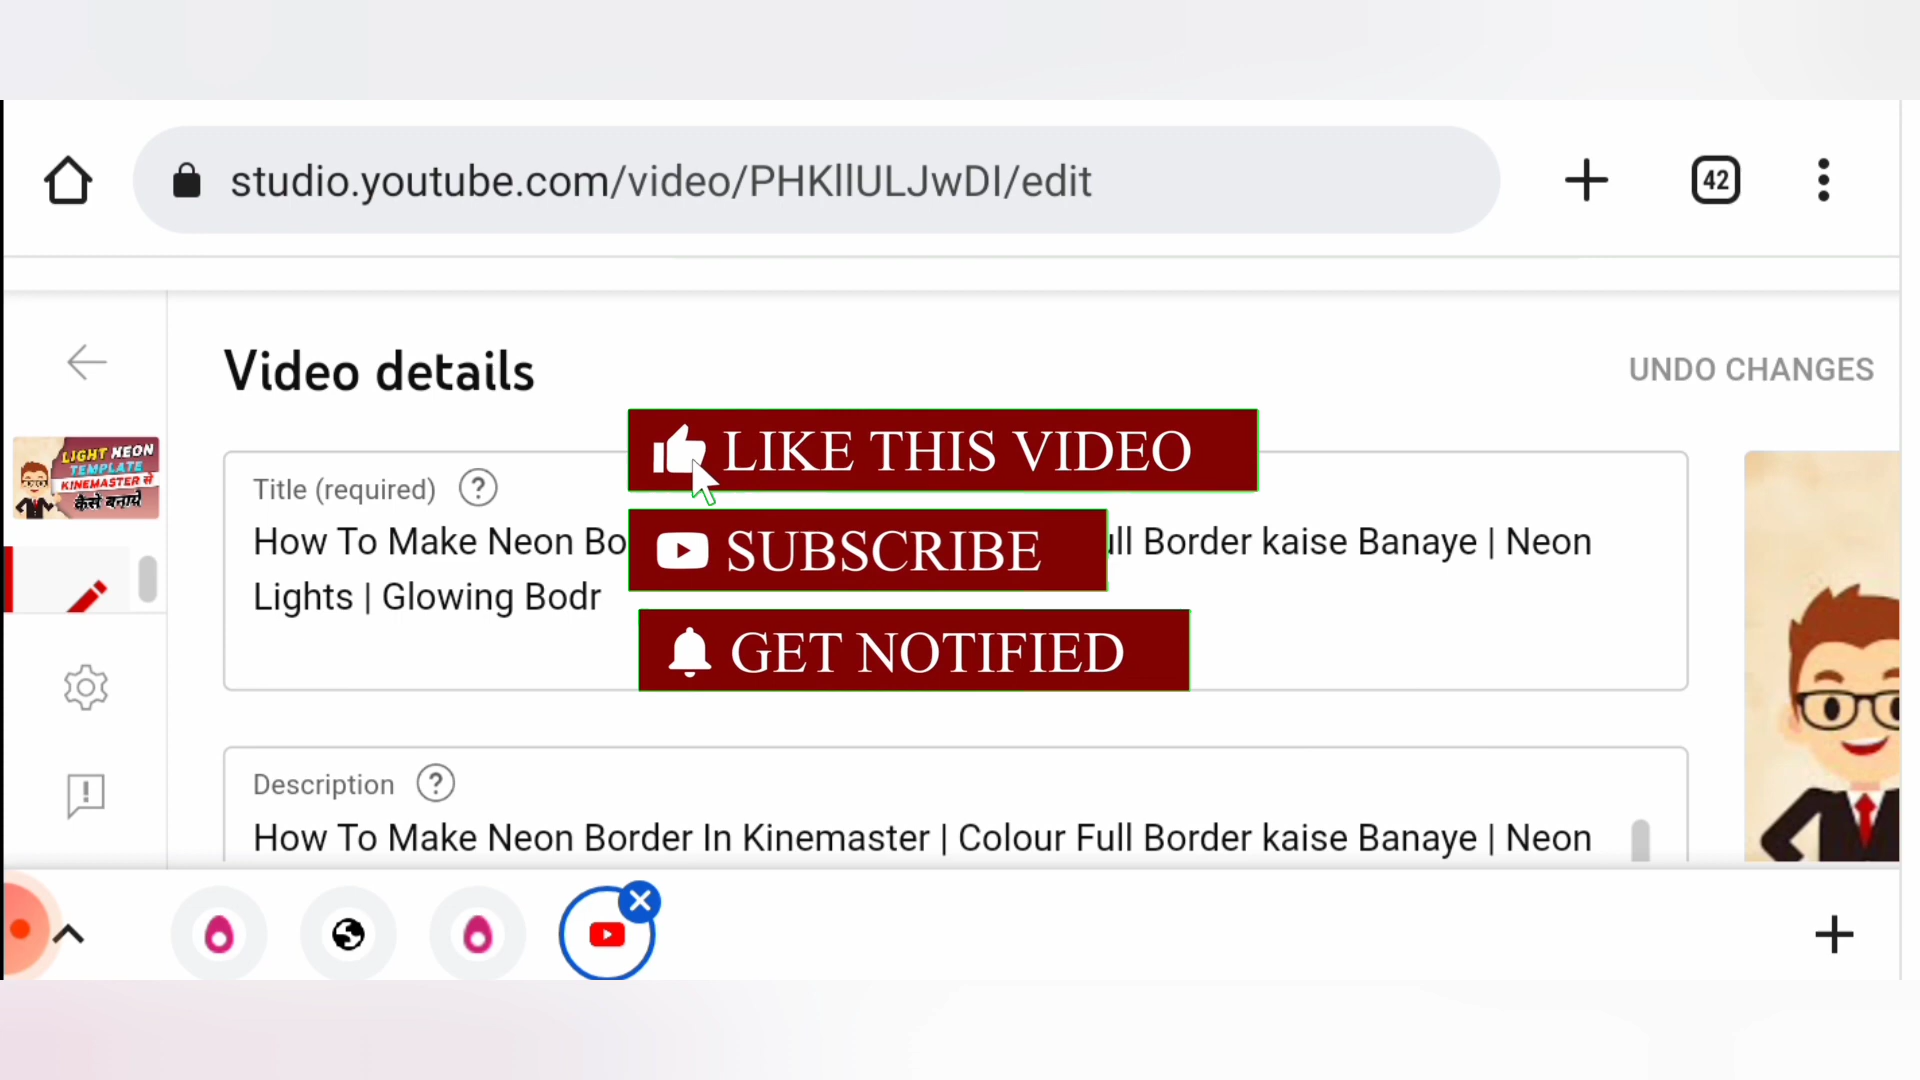 studio.youtube.com/video/PHKllULJwDI/edit
42
Video details
UNDO CHANGES
LIGHT NEON
TEMPLATE
KINEMASTER से
कैसे बनायें
LIKE THIS VIDEO
Title (required) ?
How To Make Neon Bo
ull Border kaise Banaye | Neon
SUBSCRIBE
Lights | Glowing Bodr
GET NOTIFIED
Description ?
How To Make Neon Border In Kinemaster | Colour Full Border kaise Banaye | Neon